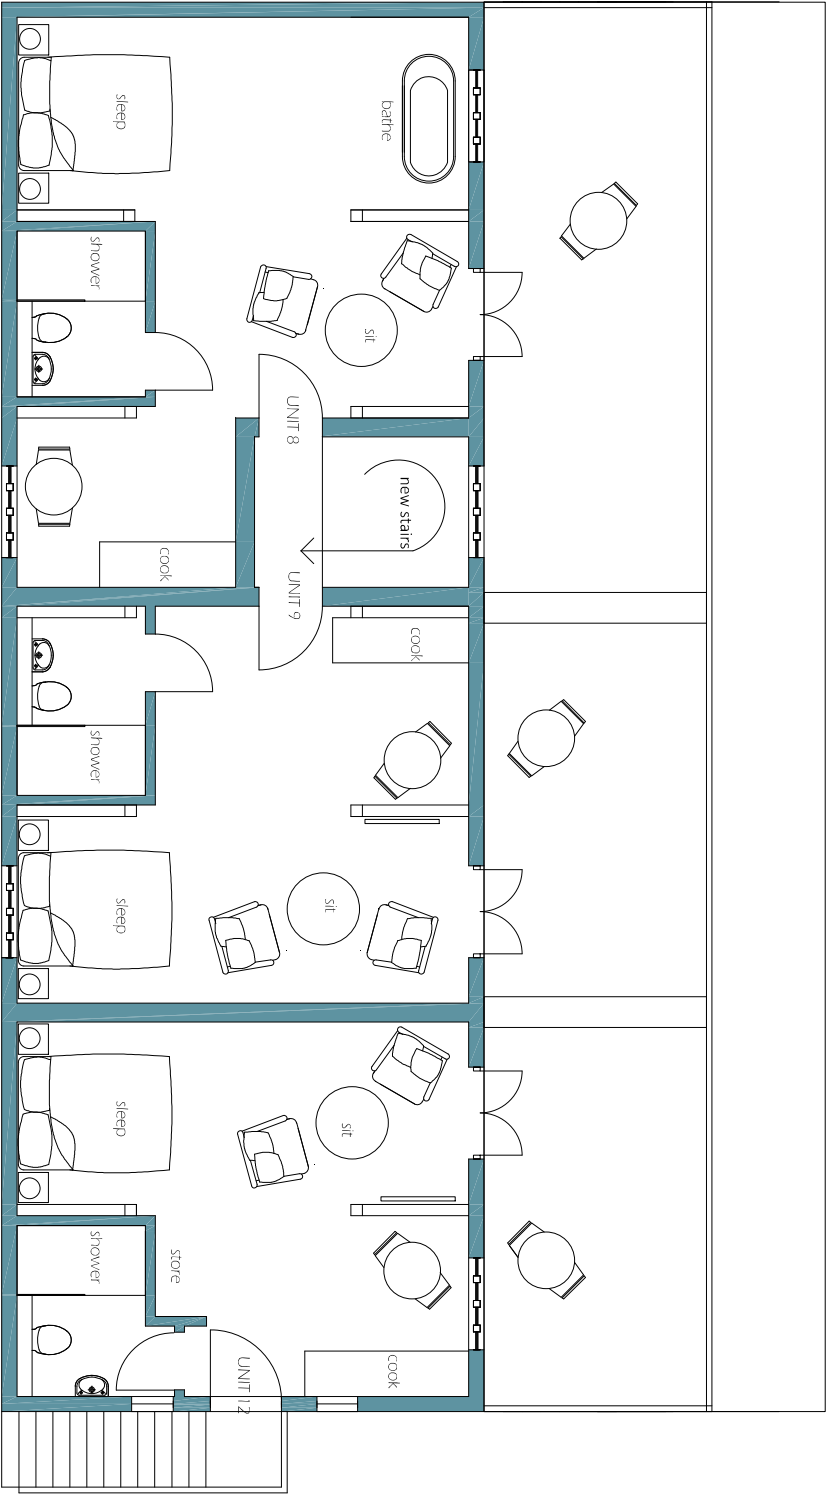 sleep
bathe
shower
sit
UNIT 8
new stairs
cook
UNIT 9
cook
shower
sleep
sit
sleep
sit
shower
store
UNIT 12
cook